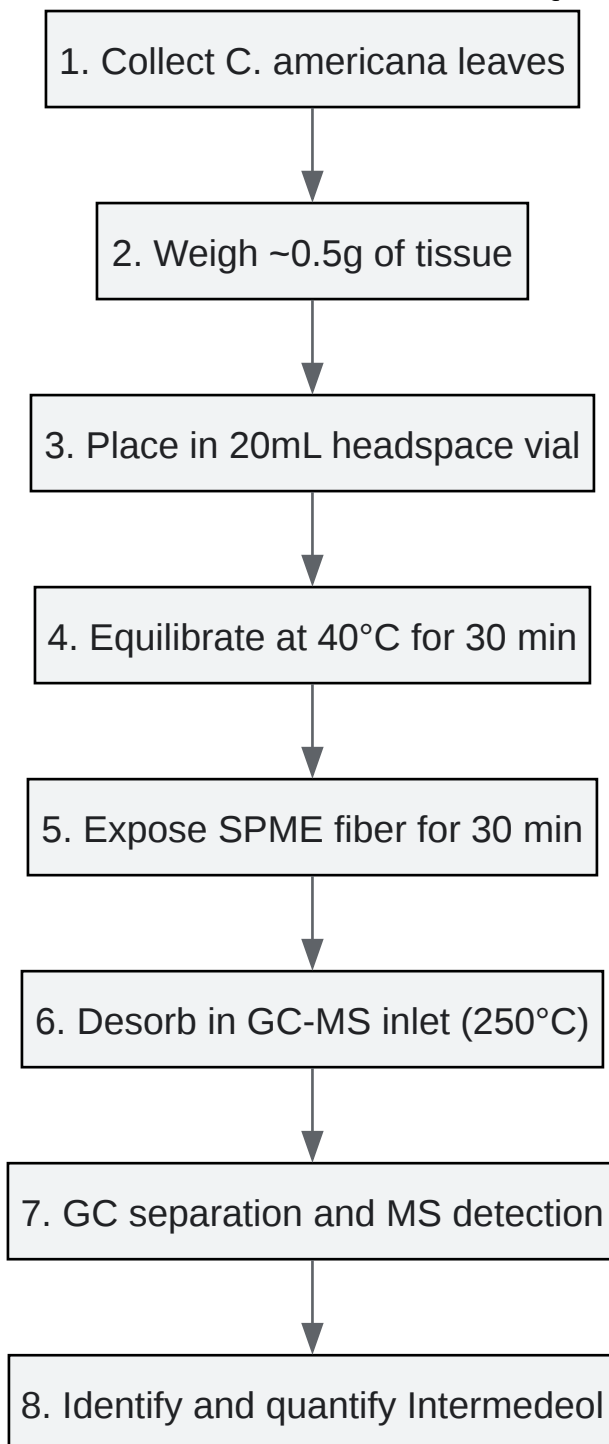 1. Collect C. americana leaves
2. Weigh ~0.5g of tissue
3. Place in 20mL headspace vial
4. Equilibrate at 40°C for 30 min
5. Expose SPME fiber for 30 min
6. Desorb in GC-MS inlet (250°C)
7. GC separation and MS detection
8. Identify and quantify Intermedeol